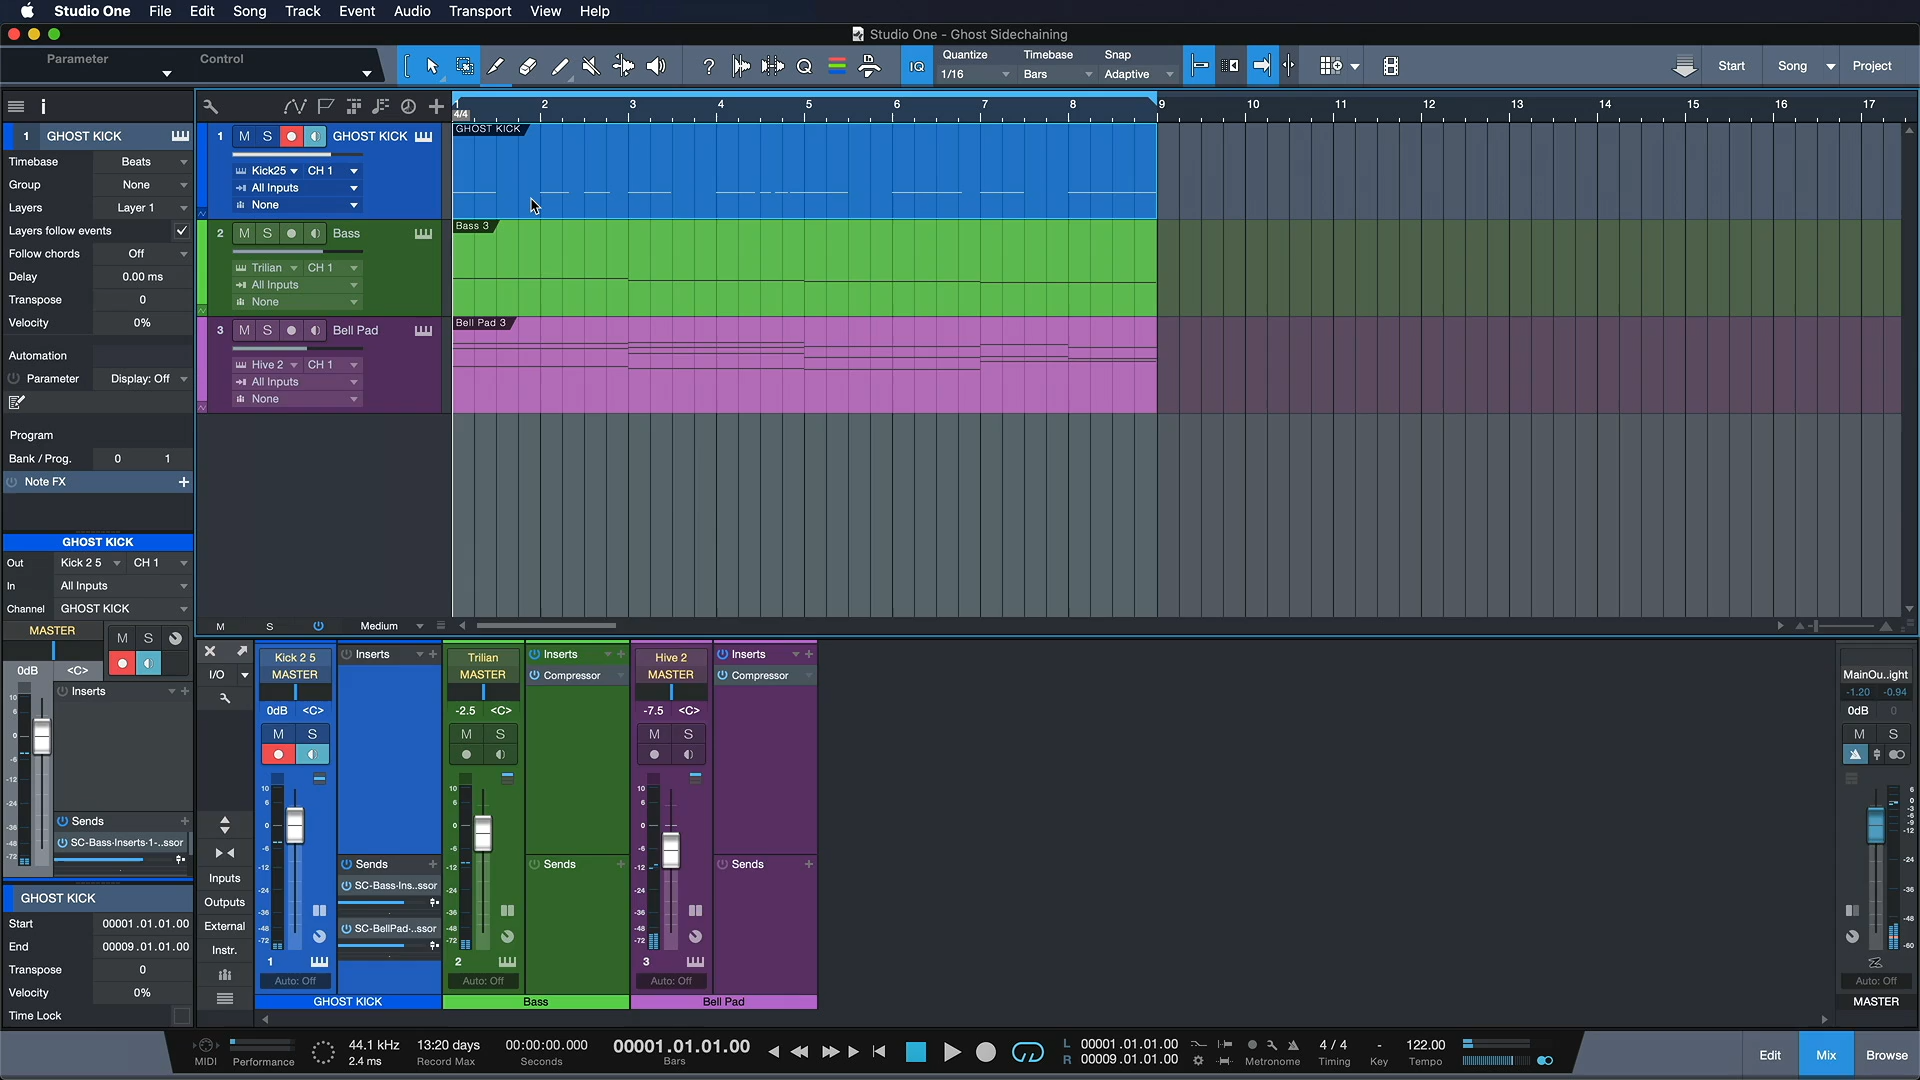 Studio One File Edit Song Track Event Audio Transport View Help
Studio One - Ghost Sidechaining
Parameter Control
Quantize Timebase Snap
IQ 1/16 Bars Adaptive
Start Song Project
1 2 3 4 5 6 7 8 9 10 11 12 13 14 15 16 17
4/4
1 GHOST KICK
Timebase Beats
Group None
Layers Layer 1
Layers follow events
Follow chords Off
Delay 0.00 ms
Transpose 0
Velocity 0%
Automation
Parameter Display: Off
Program
Bank / Prog. 0 1
Note FX
1 M S GHOST KICK
Kick25 CH 1
All Inputs
None
2 M S Bass
Trilian CH 1
All Inputs
None
3 M S Bell Pad
Hive 2 CH 1
All Inputs
None
GHOST KICK
Bass 3
Bell Pad 3
M S Medium
GHOST KICK
Out Kick 2 5 CH 1
In All Inputs
Channel GHOST KICK
MASTER M S
0dB <C>
Inserts
Sends
SC-Bass-Inserts-1-..ssor
GHOST KICK
Start 00001.01.01.00
End 00009.01.01.00
Transpose 0
Velocity 0%
Time Lock
I/O
Inputs
Outputs
External
Instr.
Kick 2 5
MASTER
0dB <C>
M S
Inserts
Sends
SC-Bass-Ins..ssor
SC-BellPad-..ssor
1
Auto: Off
GHOST KICK
Trilian
MASTER
-2.5 <C>
M S
Inserts
Compressor
Sends
2
Auto: Off
Bass
Hive 2
MASTER
-7.5 <C>
M S
Inserts
Compressor
Sends
3
Auto: Off
Bell Pad
MainOu..ight
-1.20 -0.94
0dB 0
M S
Auto: Off
MASTER
MIDI Performance
44.1 kHz
2.4 ms
13:20 days
Record Max
00:00:00.000
Seconds
00001.01.01.00
Bars
L 00001.01.01.00
R 00009.01.01.00
Metronome
4 / 4
Timing
-
Key
122.00
Tempo
Edit Mix Browse